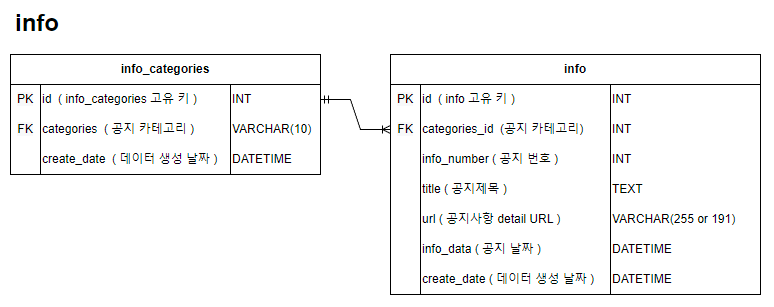 info
info_categories
PK id ( info_categories 고유 키 ) INT
FK categories ( 공지 카테고리 ) VARCHAR(10)
create_date ( 데이터 생성 날짜 ) DATETIME
info
PK id ( info 고유 키 ) INT
FK categories_id (공지 카테고리) INT
info_number ( 공지 번호 ) INT
title ( 공지제목 ) TEXT
url ( 공지사항 detail URL ) VARCHAR(255 or 191)
info_data ( 공지 날짜 ) DATETIME
create_date ( 데이터 생성 날짜 ) DATETIME